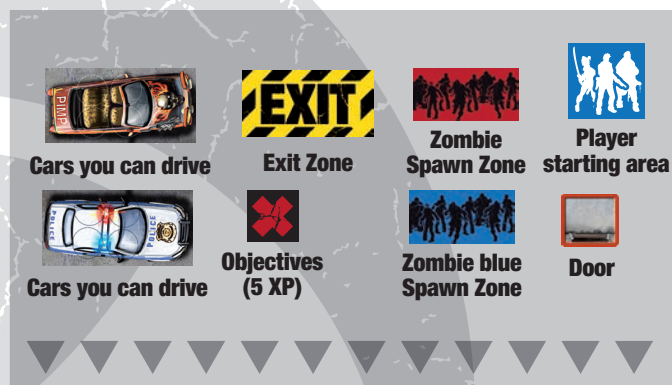 PIMP
Cars you can drive
EXIT
Exit Zone
Zombie
Spawn Zone
Player
starting area
POLICE
POLICE
Cars you can drive
Objectives
(5 XP)
Zombie blue
Spawn Zone
Door